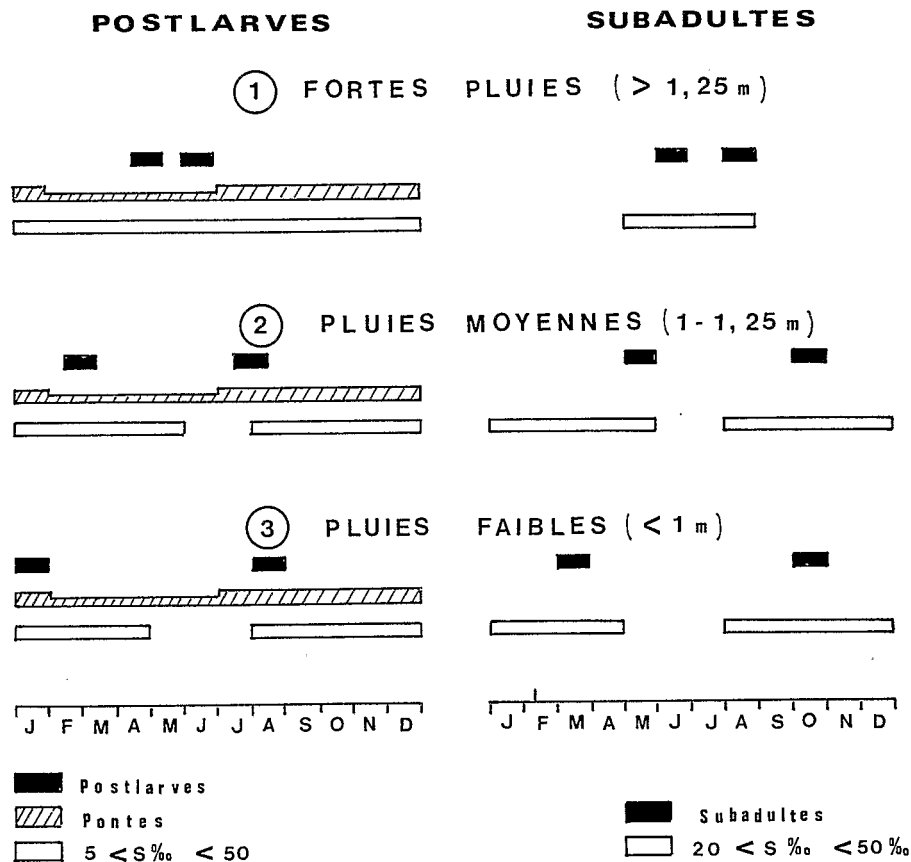 POSTLARVES SUBADULTES
1 FORTES PLUIES (> 1,25 m)
2 PLUIES MOYENNES (1 - 1,25 m)
3 PLUIES FAIBLES (< 1 m)
J F M A M J J A S O N D J F M A M J J A S O N D
Postlarves
Pontes
5 < S ‰ < 50
Subadultes
20 < S ‰ < 50 ‰